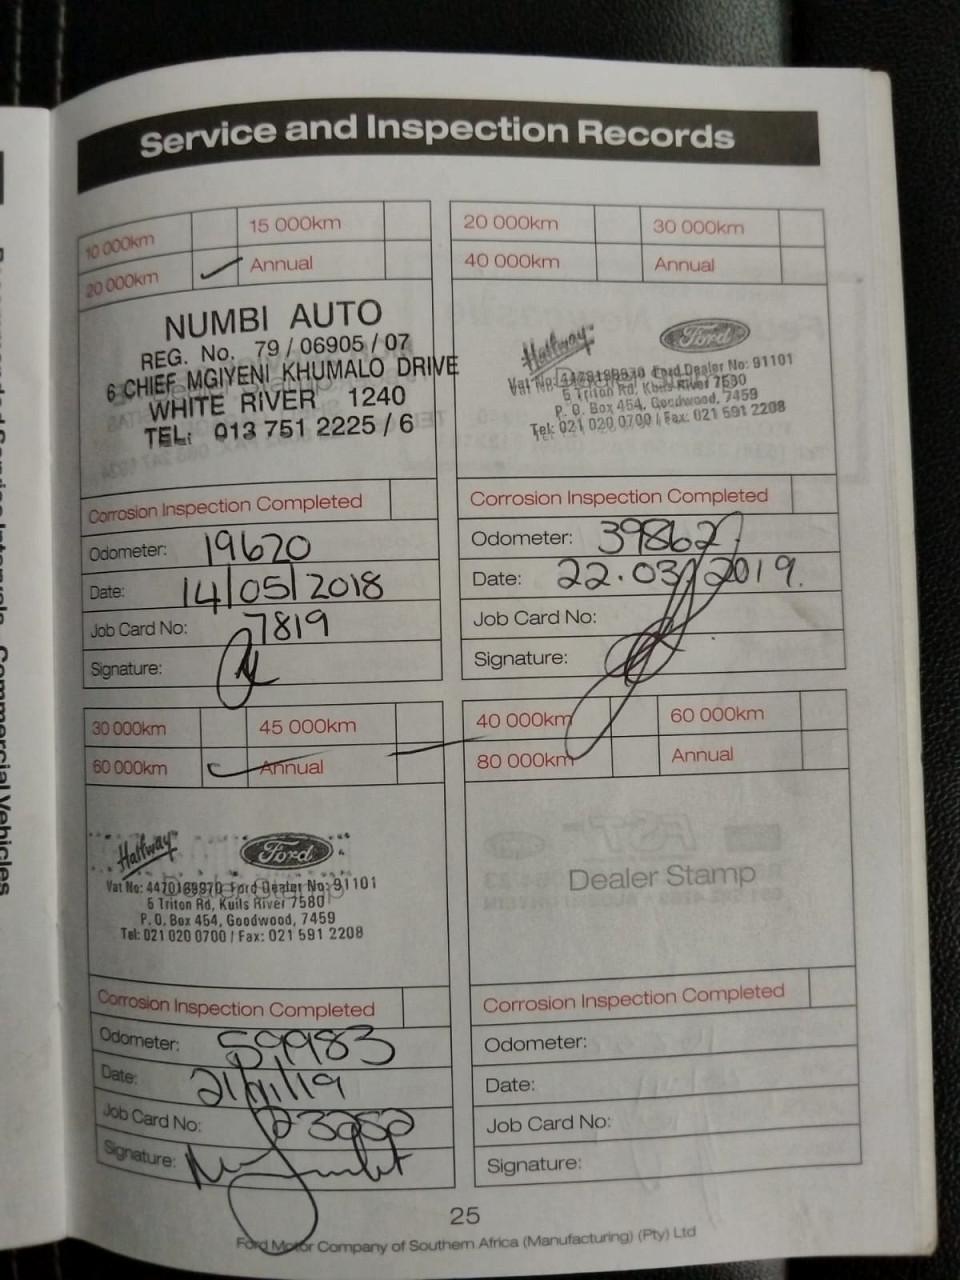 Service and Inspection Records
10 000km 15 000km
20 000km Annual
NUMBI AUTO
REG. No. 79 / 06905 / 07
6 CHIEF MGIYENI KHUMALO DRIVE
WHITE RIVER 1240
TEL: 013 751 2225 / 6
Corrosion Inspection Completed
Odometer: 19620
Date: 14/05/2018
Job Card No: 7819
Signature:
20 000km 30 000km
40 000km Annual
Halfway Ford
Vat No: Ford Dealer No: 91101
6 Triton Rd, Kuils River 7580
P. O. Box 454, Goodwood, 7459
Tel: 021 020 0700 / Fax: 021 591 2208
Corrosion Inspection Completed
Odometer: 39862
Date: 22.03/2019.
Job Card No:
Signature:
30 000km 45 000km
60 000km Annual
Halfway Ford
Vat No: Ford Dealer No: 91101
6 Triton Rd, Kuils River 7580
P. O. Box 454, Goodwood, 7459
Tel: 021 020 0700 / Fax: 021 591 2208
Corrosion Inspection Completed
Odometer: 59983
Date: 21/11/19
Job Card No:
Signature:
40 000km 60 000km
80 000km Annual
Dealer Stamp
Corrosion Inspection Completed
Odometer:
Date:
Job Card No:
Signature:
25
Ford Motor Company of Southern Africa (Manufacturing) (Pty) Ltd